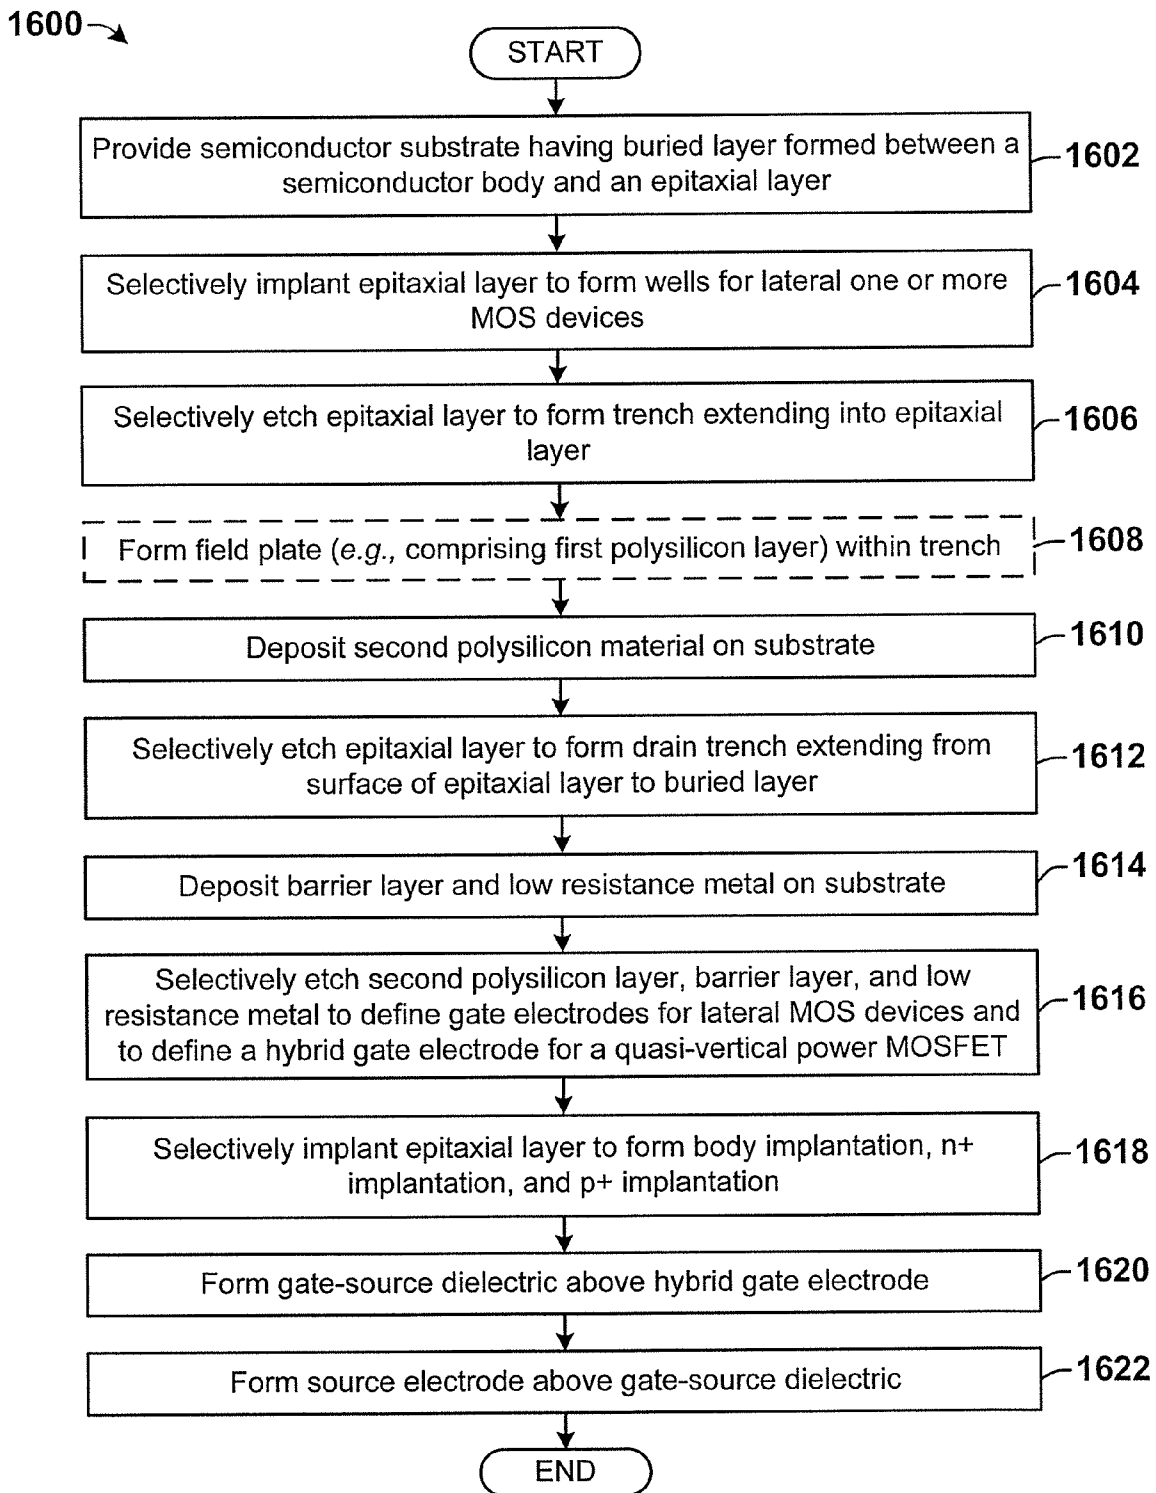 1600
START
Provide semiconductor substrate having buried layer formed between a
semiconductor body and an epitaxial layer
1602
Selectively implant epitaxial layer to form wells for lateral one or more
MOS devices
1604
Selectively etch epitaxial layer to form trench extending into epitaxial
layer
1606
Form field plate (e.g., comprising first polysilicon layer) within trench
1608
Deposit second polysilicon material on substrate
1610
Selectively etch epitaxial layer to form drain trench extending from
surface of epitaxial layer to buried layer
1612
Deposit barrier layer and low resistance metal on substrate
1614
Selectively etch second polysilicon layer, barrier layer, and low
resistance metal to define gate electrodes for lateral MOS devices and
to define a hybrid gate electrode for a quasi-vertical power MOSFET
1616
Selectively implant epitaxial layer to form body implantation, n+
implantation, and p+ implantation
1618
Form gate-source dielectric above hybrid gate electrode
1620
Form source electrode above gate-source dielectric
1622
END